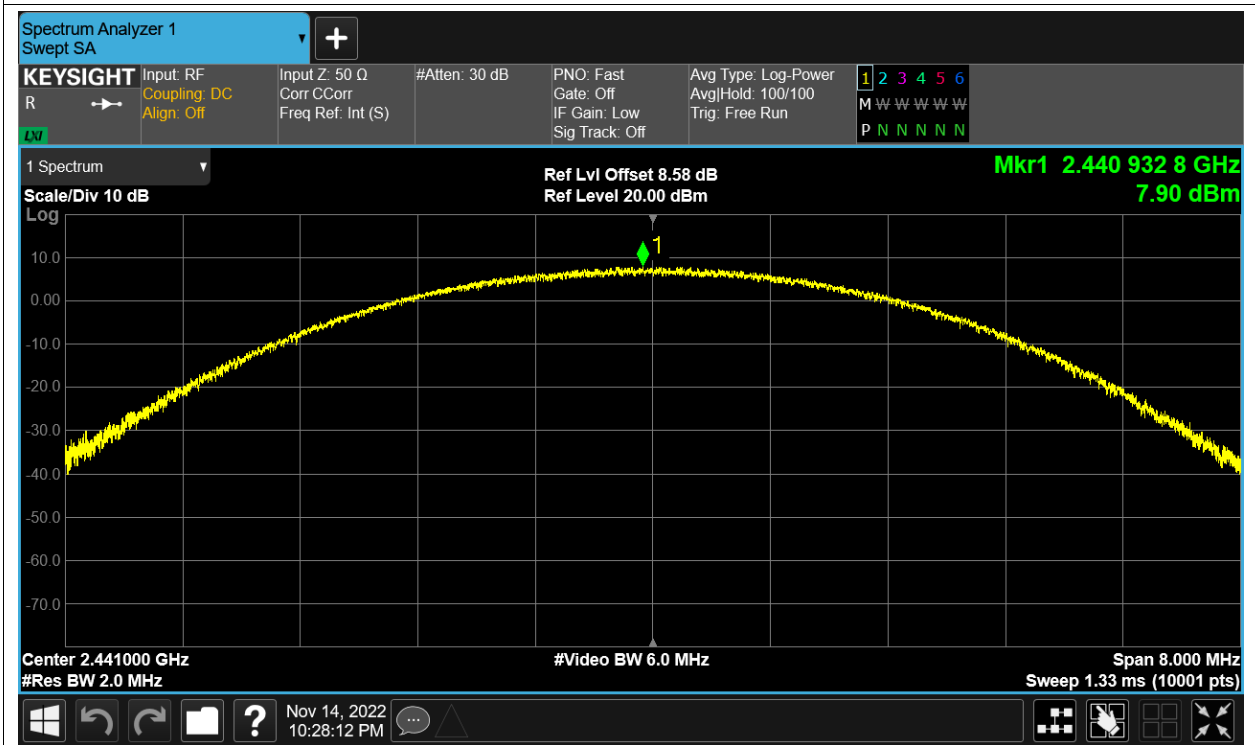 Spectrum Analyzer 1
Swept SA
KEYSIGHT Input: RF Input Z: 50 Ω #Atten: 30 dB PNO: Fast Avg Type: Log-Power 1 2 3 4 5 6
R Coupling: DC Corr CCorr Gate: Off Avg|Hold: 100/100 M W W W W W
Align: Off Freq Ref: Int (S) IF Gain: Low Trig: Free Run
LXI Sig Track: Off P N N N N N
1 Spectrum Ref Lvl Offset 8.58 dB Mkr1 2.440 932 8 GHz
Scale/Div 10 dB Ref Level 20.00 dBm 7.90 dBm
Log
1
10.0
0.00
-10.0
-20.0
-30.0
-40.0
-50.0
-60.0
-70.0
Center 2.441000 GHz #Video BW 6.0 MHz Span 8.000 MHz
#Res BW 2.0 MHz Sweep 1.33 ms (10001 pts)
? Nov 14, 2022
10:28:12 PM